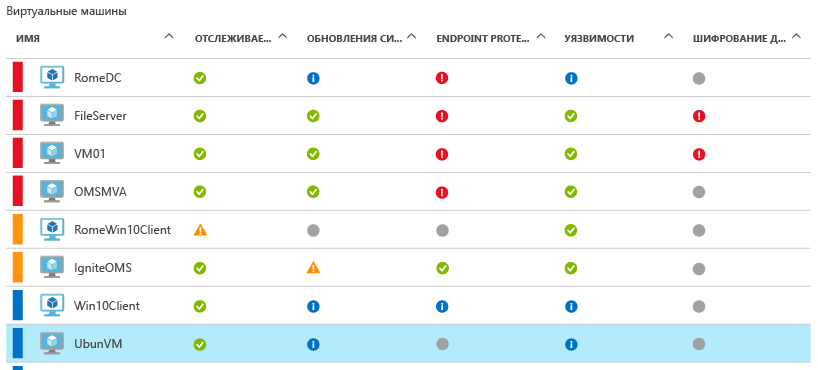 Виртуальные машины
ИМЯ ОТСЛЕЖИВАЕ... ОБНОВЛЕНИЯ СИ... ENDPOINT PROTE... УЯЗВИМОСТИ ШИФРОВАНИЕ Д...
RomeDC
FileServer
VM01
OMSMVA
RomeWin10Client
IgniteOMS
Win10Client
UbunVM